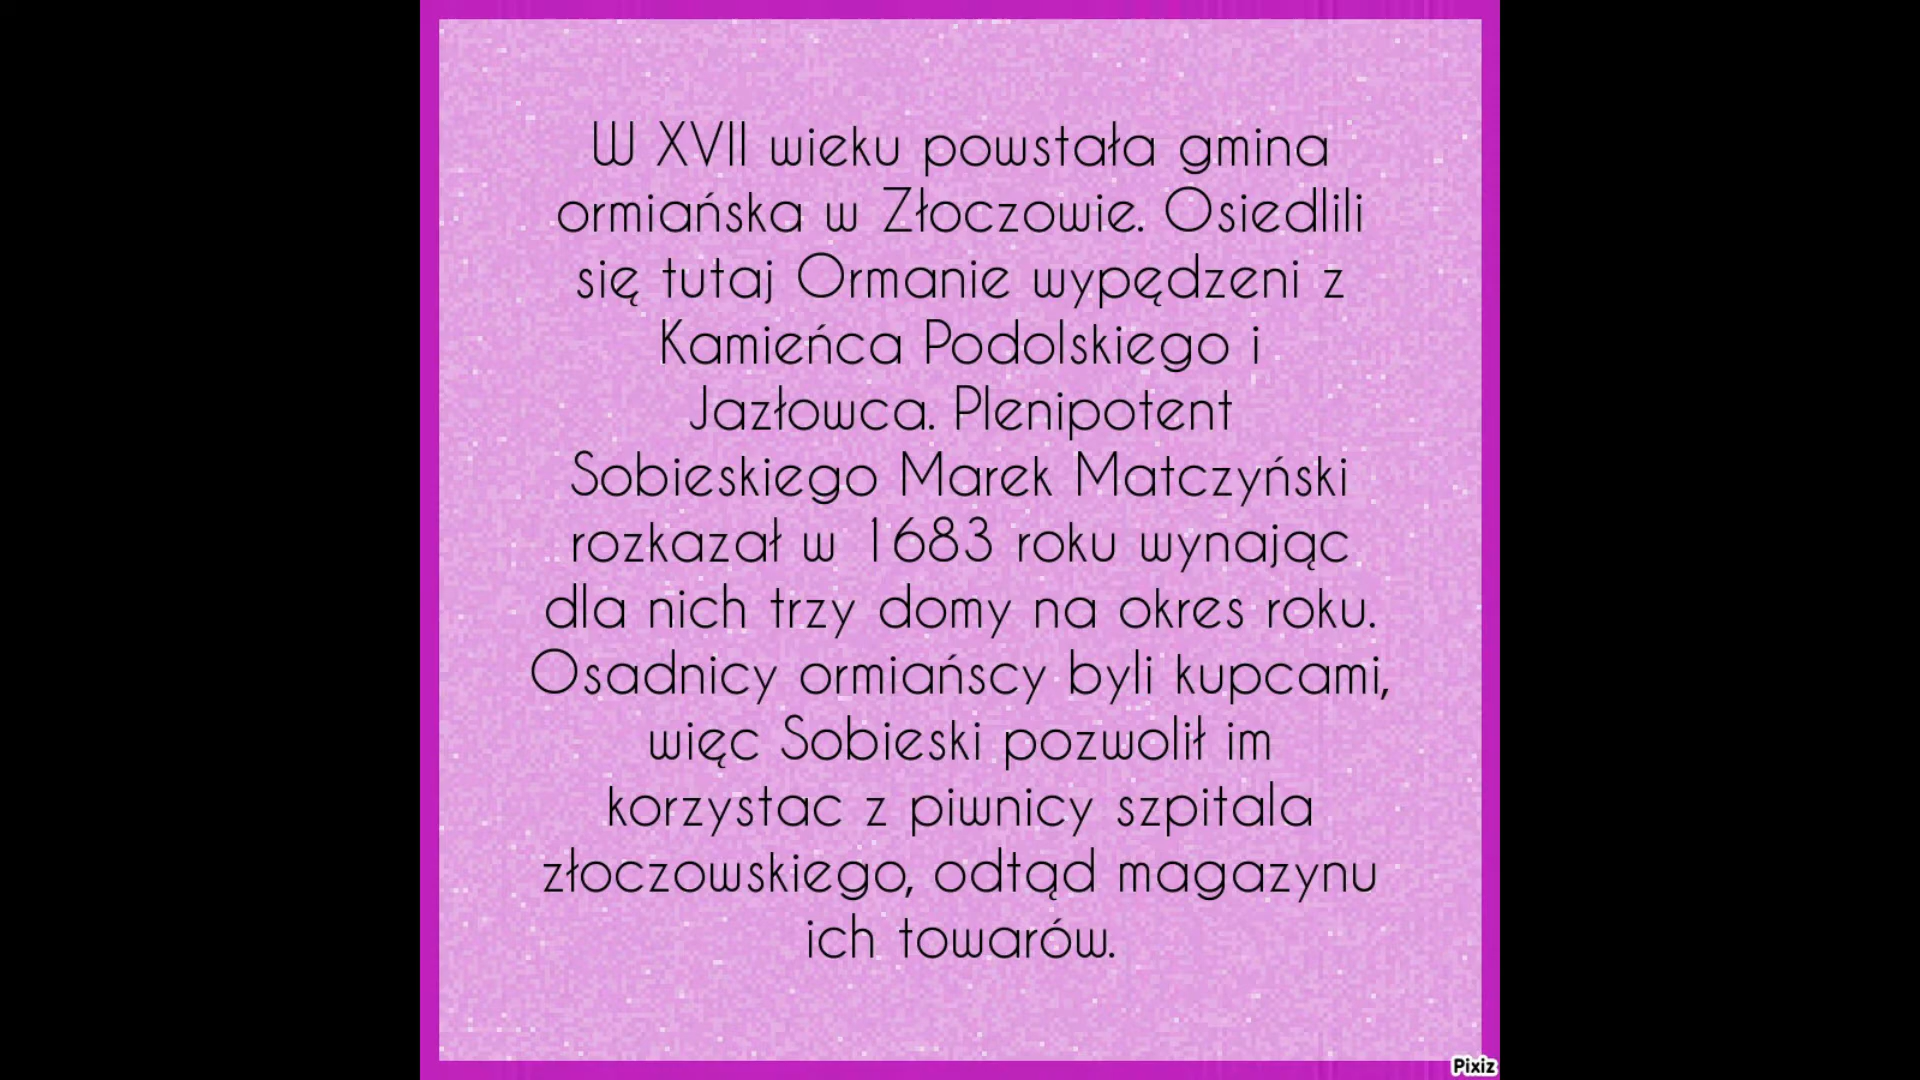 W XVII wieku powstała gmina
ormiańska w Złoczowie. Osiedlili
się tutaj Ormanie wypędzeni z
Kamieńca Podolskiego i
Jazłowca. Plenipotent
Sobieskiego Marek Matczyński
rozkazał w 1683 roku wynając
dla nich trzy domy na okres roku.
Osadnicy ormiańscy byli kupcami,
więc Sobieski pozwolił im
korzystac z piwnicy szpitala
złoczowskiego, odtąd magazynu
ich towarów.
Pixiz